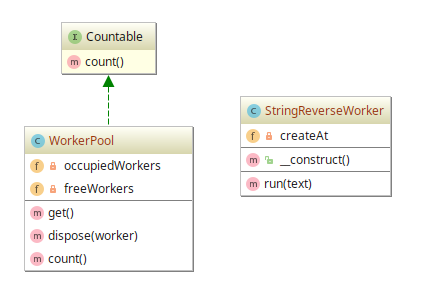 I Countable
m count()
C WorkerPool
f occupiedWorkers
f freeWorkers
m get()
m dispose(worker)
m count()
C StringReverseWorker
f createAt
m __construct()
m run(text)